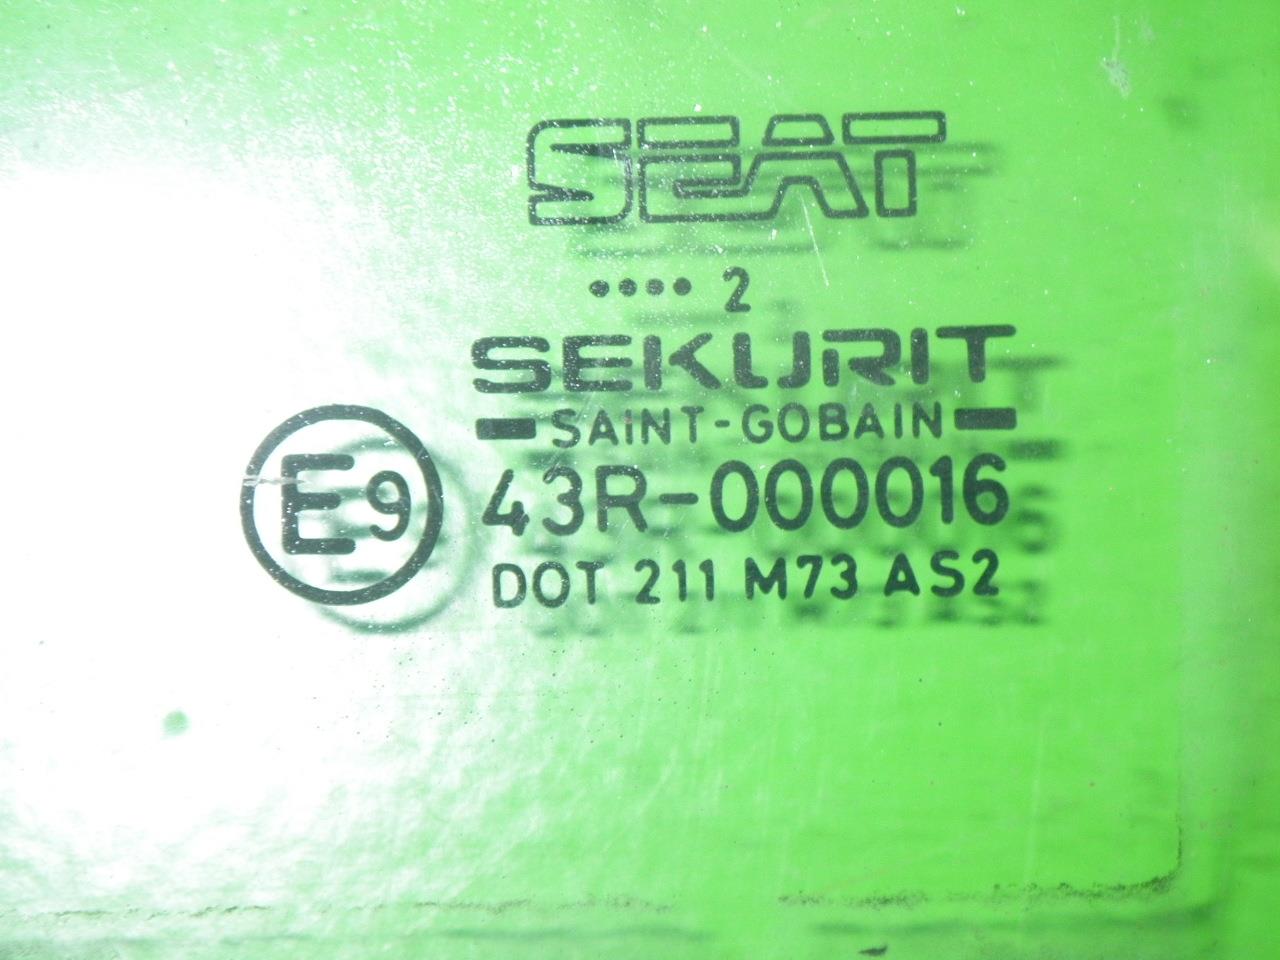 SEAT
•••• 2
SEKURIT
SAINT-GOBAIN
E9
43R-000016
DOT 211 M73 AS2